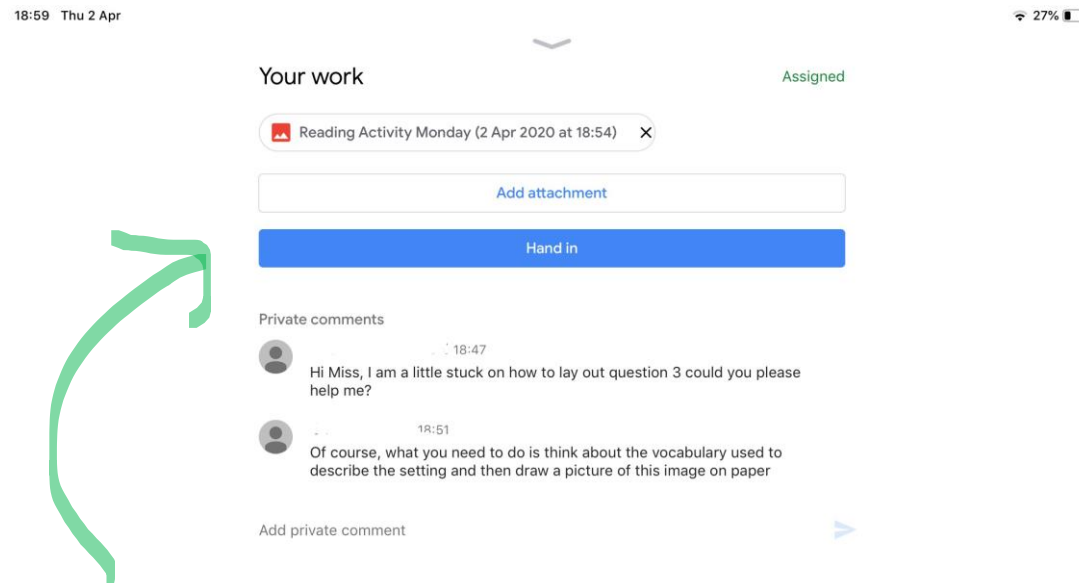 18:59 Thu 2 Apr
27%
Your work
Assigned
Reading Activity Monday (2 Apr 2020 at 18:54)
Add attachment
Hand in
Private comments
18:47
Hi Miss, I am a little stuck on how to lay out question 3 could you please
help me?
18:51
Of course, what you need to do is think about the vocabulary used to
describe the setting and then draw a picture of this image on paper
Add private comment